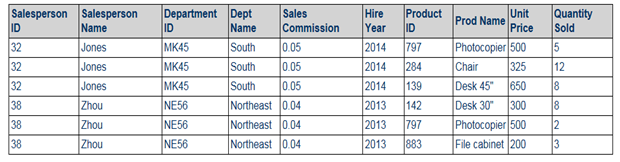 Salesperson ID Salesperson Name Department ID Dept Name Sales Commission Hire Year Product ID Prod Name Unit Price Quantity Sold
32 Jones MK45 South 0.05 2014 797 Photocopier 500 5
32 Jones MK45 South 0.05 2014 284 Chair 325 12
32 Jones MK45 South 0.05 2014 139 Desk 45" 650 8
38 Zhou NE56 Northeast 0.04 2013 142 Desk 30" 300 8
38 Zhou NE56 Northeast 0.04 2013 797 Photocopier 500 2
38 Zhou NE56 Northeast 0.04 2013 883 File cabinet 200 3